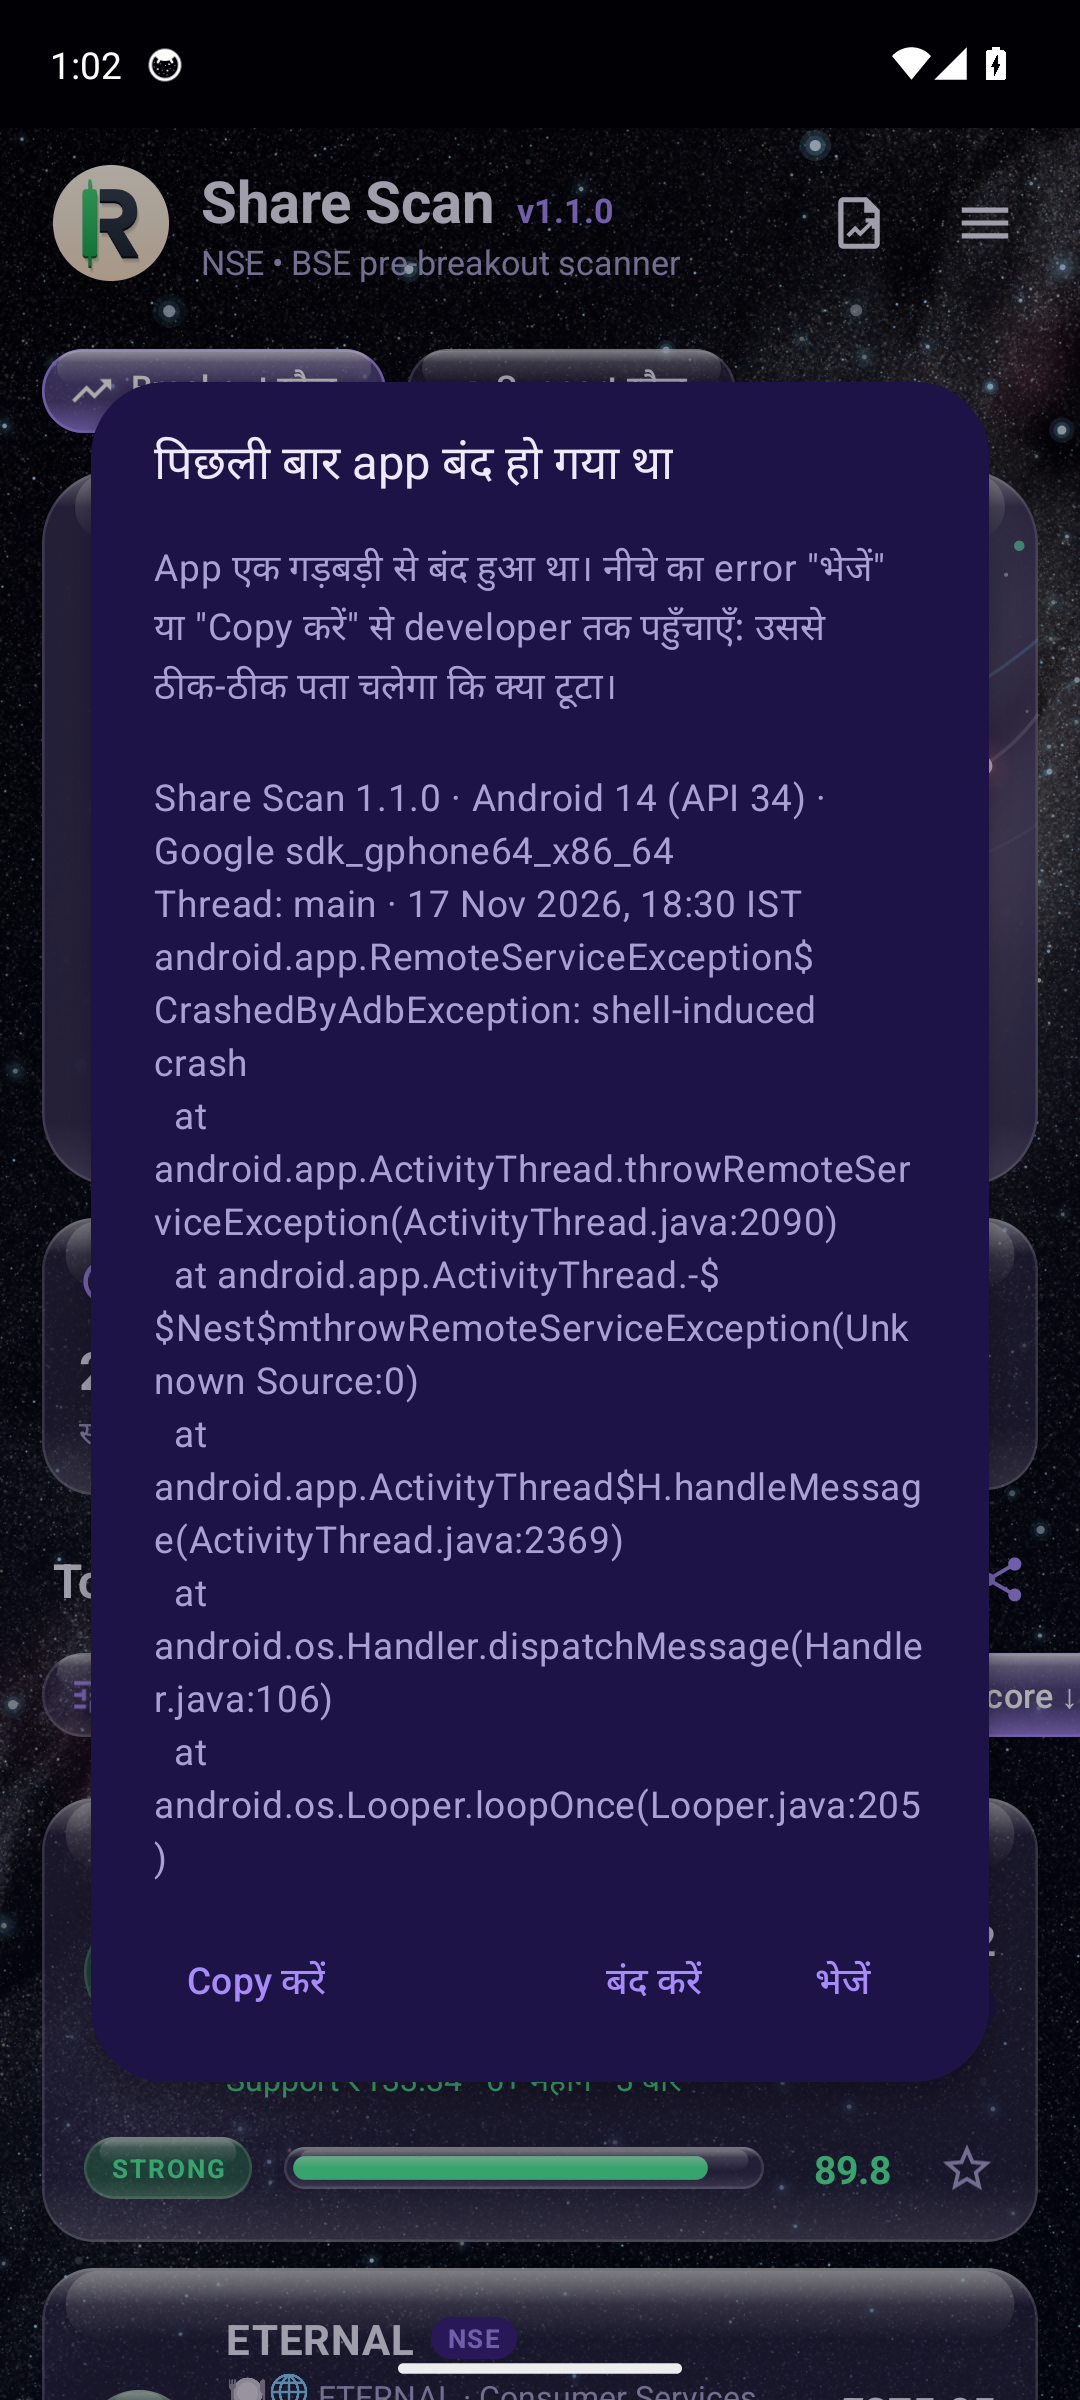 1:02
Share Scan v1.1.0
NSE • BSE pre-breakout scanner
पिछली बार app बंद हो गया था
App एक गड़बड़ी से बंद हुआ था। नीचे का error "भेजें"
या "Copy करें" से developer तक पहुँचाएँ: उससे
ठीक-ठीक पता चलेगा कि क्या टूटा।
Share Scan 1.1.0 · Android 14 (API 34) ·
Google sdk_gphone64_x86_64
Thread: main · 17 Nov 2026, 18:30 IST
android.app.RemoteServiceException$
CrashedByAdbException: shell-induced
crash
at
android.app.ActivityThread.throwRemoteSer
viceException(ActivityThread.java:2090)
at android.app.ActivityThread.-$
$Nest$mthrowRemoteServiceException(Unk
nown Source:0)
at
android.app.ActivityThread$H.handleMessag
e(ActivityThread.java:2369)
at
android.os.Handler.dispatchMessage(Handle
r.java:106)
at
android.os.Looper.loopOnce(Looper.java:205
)
core ↓
Copy करें बंद करें भेजें
STRONG 89.8
ETERNAL NSE
ETERNAL · Consumer Services